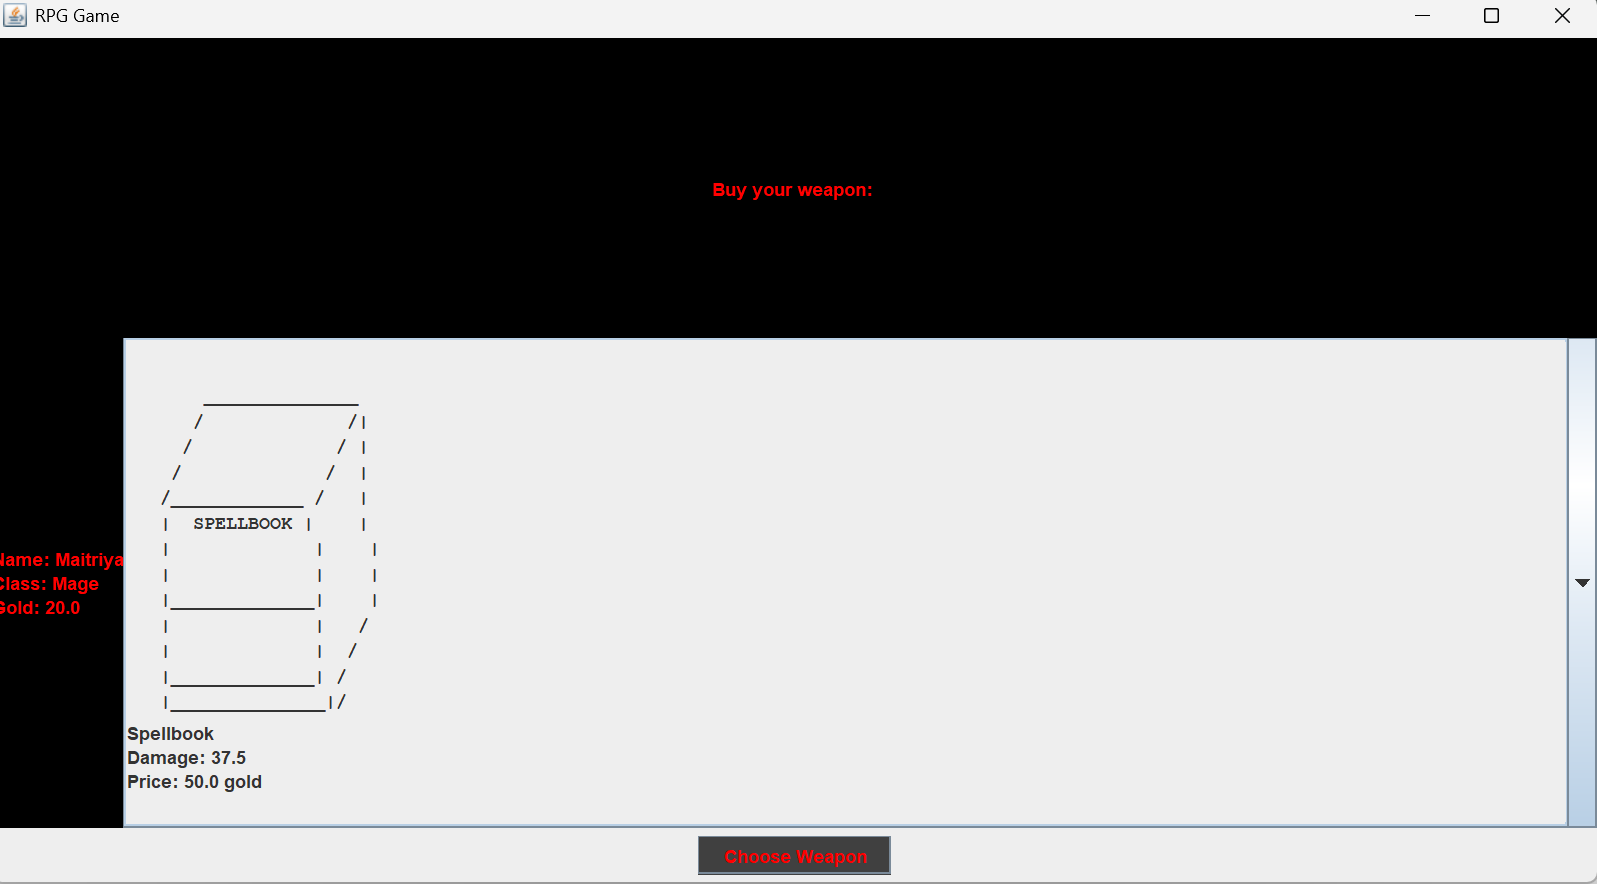 RPG Game
Buy your weapon:
SPELLBOOK
Name: Maitriya
Class: Mage
Gold: 20.0
Spellbook
Damage: 37.5
Price: 50.0 gold
Choose Weapon